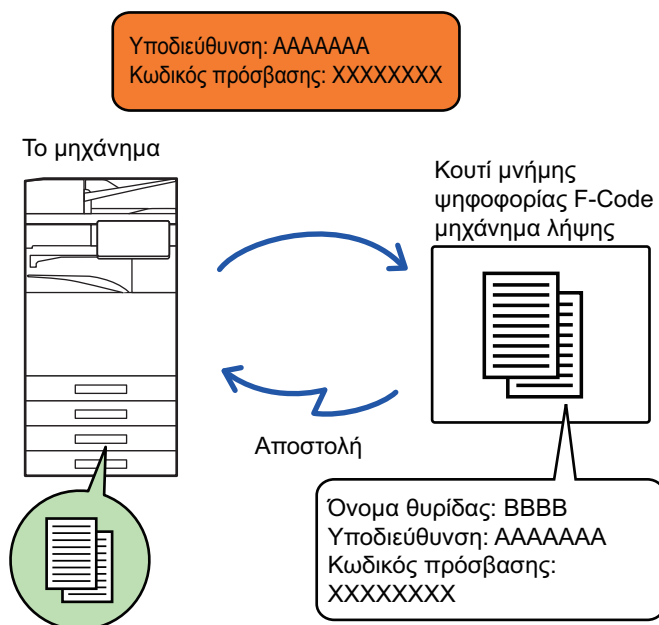 Υποδιεύθυνση: AAAAAAA
Κωδικός πρόσβασης: XXXXXXXX
Το μηχάνημα
Κουτί μνήμης
ψηφοφορίας F-Code
μηχάνημα λήψης
Αποστολή
Όνομα θυρίδας: BBBB
Υποδιεύθυνση: AAAAAAA
Κωδικός πρόσβασης:
XXXXXXXX